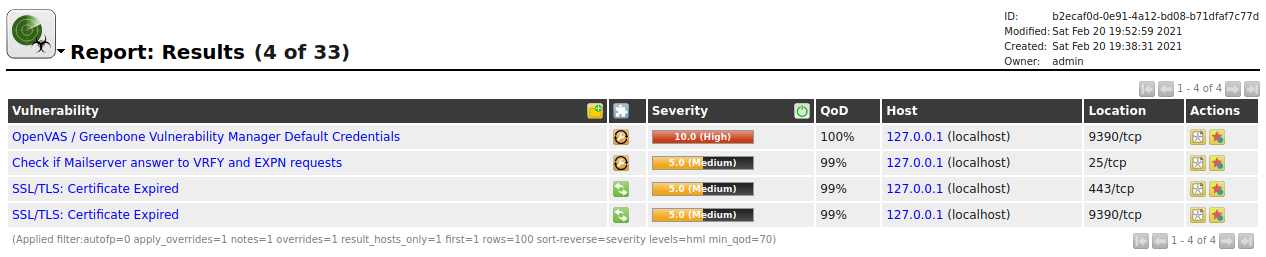 ID: b2ecaf0d-0e91-4a12-bd08-b71dfaf7c77d
Modified: Sat Feb 20 19:52:59 2021
Created: Sat Feb 20 19:38:31 2021
Owner: admin
Report: Results (4 of 33)
1 - 4 of 4
Vulnerability Severity QoD Host Location Actions
OpenVAS / Greenbone Vulnerability Manager Default Credentials 10.0 (High) 100% 127.0.0.1 (localhost) 9390/tcp
Check if Mailserver answer to VRFY and EXPN requests 5.0 (Medium) 99% 127.0.0.1 (localhost) 25/tcp
SSL/TLS: Certificate Expired 5.0 (Medium) 99% 127.0.0.1 (localhost) 443/tcp
SSL/TLS: Certificate Expired 5.0 (Medium) 99% 127.0.0.1 (localhost) 9390/tcp
(Applied filter:autofp=0 apply_overrides=1 notes=1 overrides=1 result_hosts_only=1 first=1 rows=100 sort-reverse=severity levels=hml min_qod=70) 1 - 4 of 4